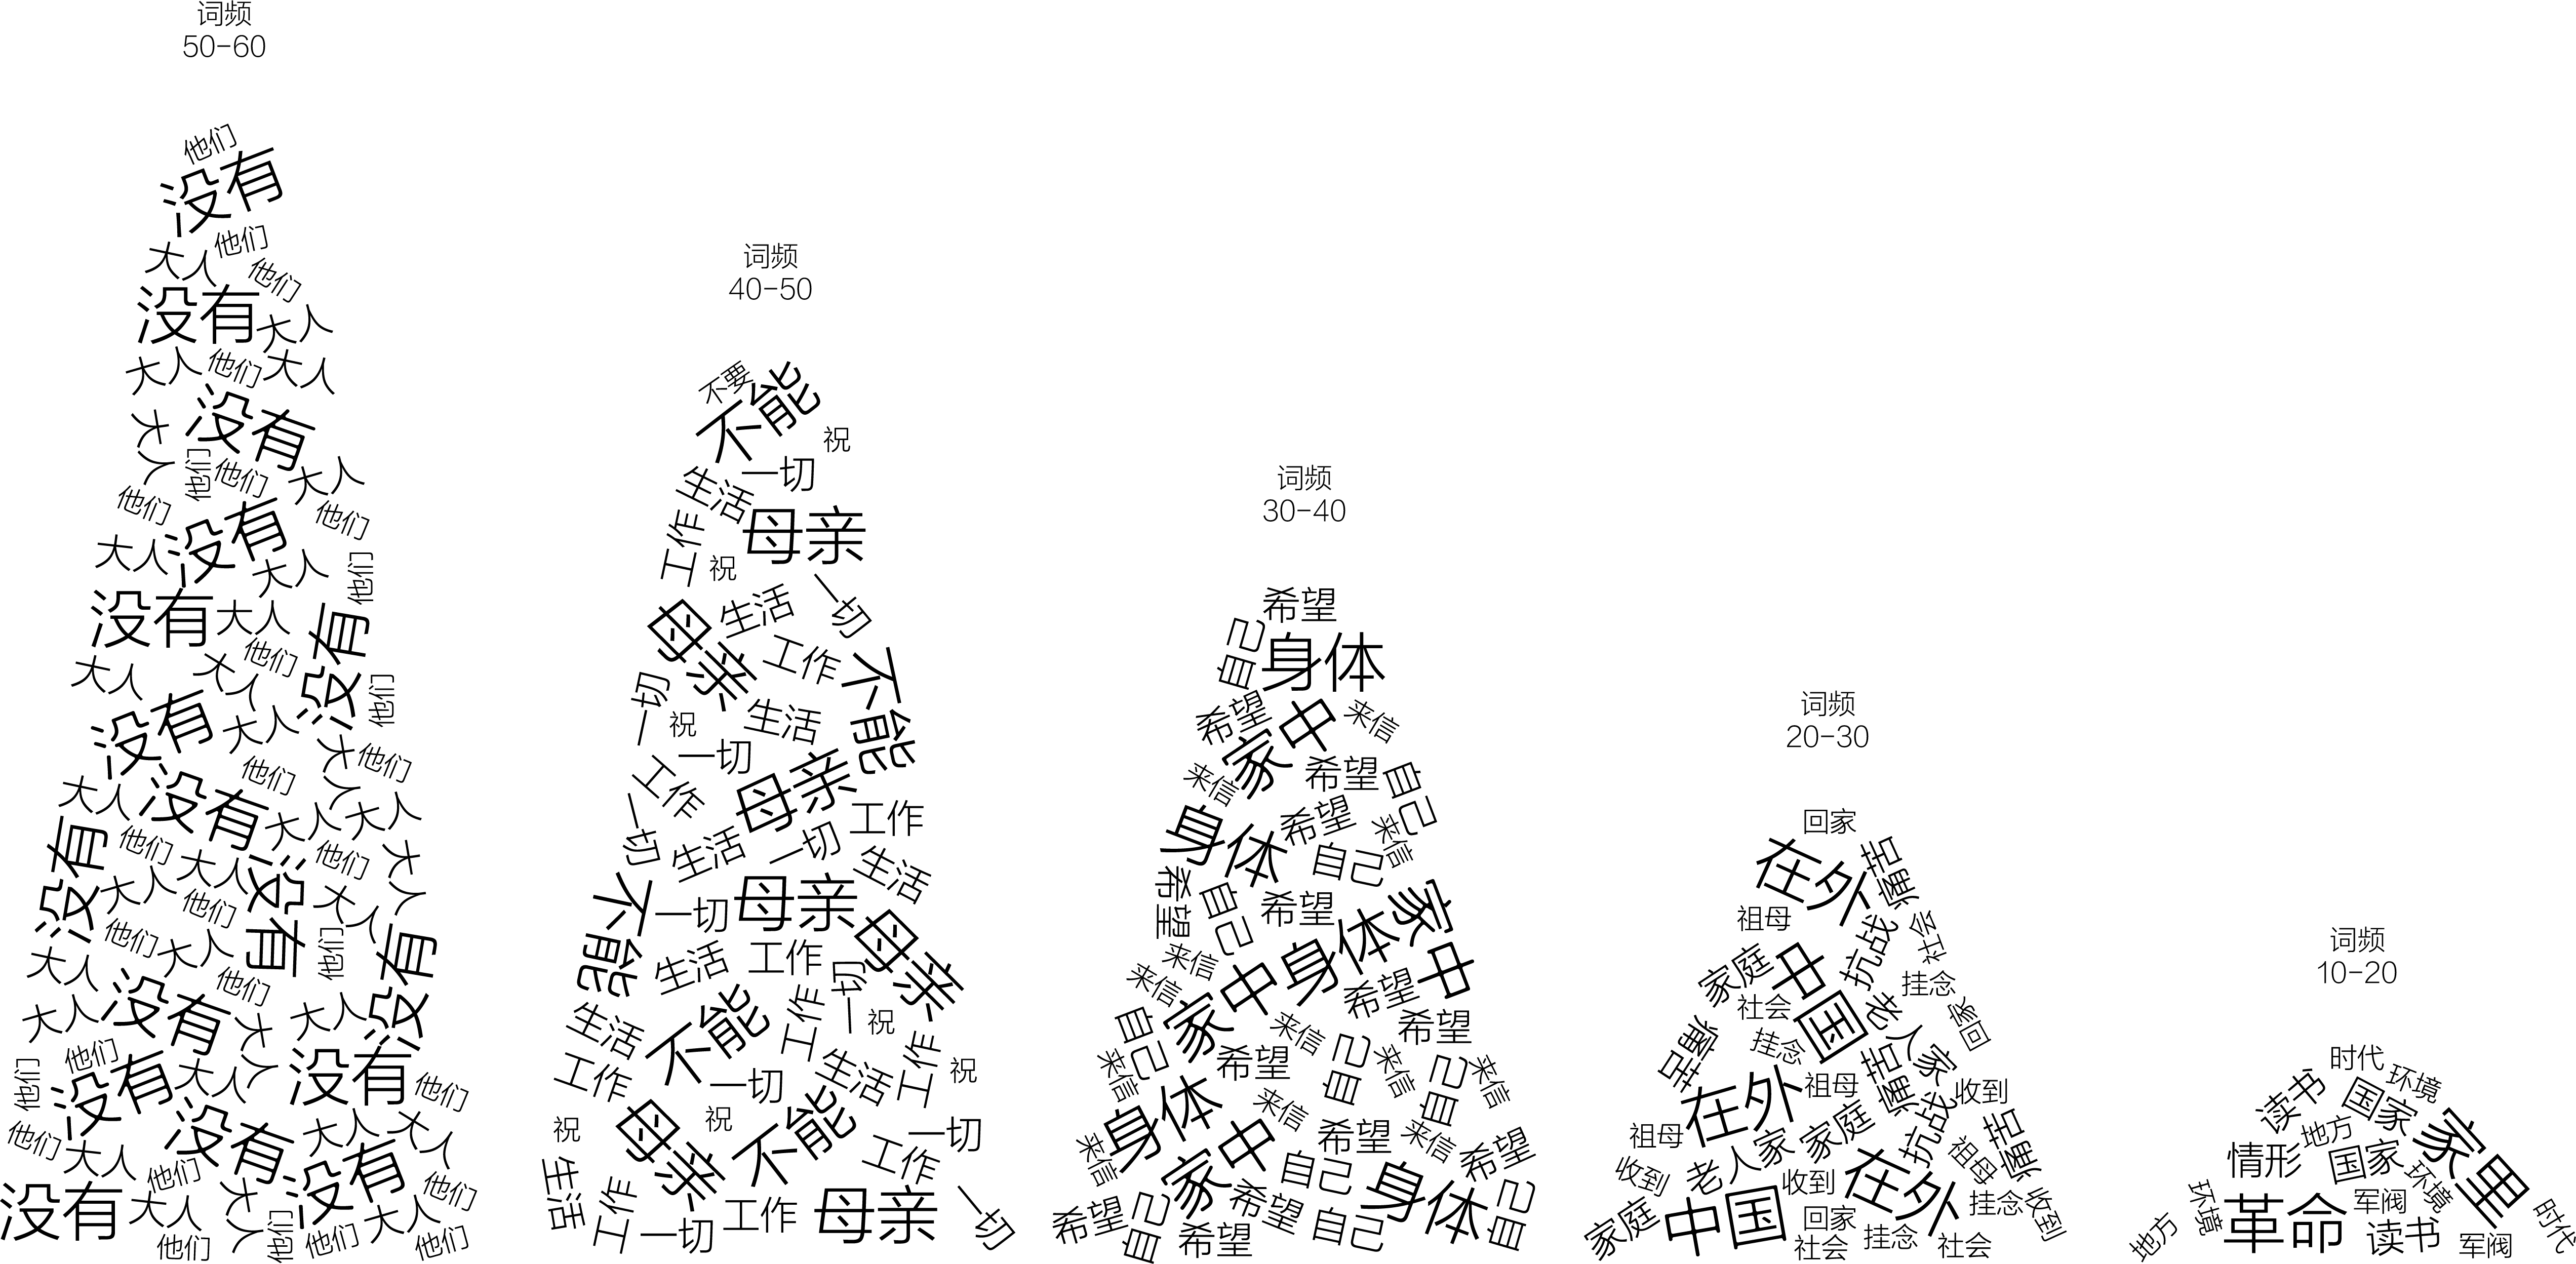 词频
50-60
他们
没有
他们
大人
他们
没有
大人
大人
他们
大人
没有
大人
他们
他们
大人
他们
他们
没有
大人
大人
他们
没有
大人
没有
他们
大人
大人
他们
没有
大人
大人
他们
他们
大人
没有
大人
大人
没有
他们
大人
没有
他们
大人
大人
他们
大人
他们
大人
他们
没有
大人
他们
大人
没有
大人
大人
他们
他们
没有
他们
没有
大人
他们
大人
没有
大人
大人
他们
没有
他们
没有
大人
大人
大人
他们
他们
他们
他们
词频
40-50
不要
不能
祝
一切
生活
母亲
工作
祝
一切
生活
母亲
工作
不能
一切
祝
生活
一切
工作
母亲
工作
一切
生活
一切
生活
不能
一切
母亲
母亲
生活
工作
一切
工作
祝
生活
不能
工作
一切
生活
工作
祝
祝
母亲
祝
不能
一切
工作
生活
工作
一切
工作
母亲
一切
词频
30-40
希望
自己
身体
希望
家中
来信
来信
希望
自己
身体
希望
来信
自己
希望
自己
希望
家中
来信
身体
来信
家中
希望
自己
来信
希望
来信
希望
自己
来信
自己
来信
身体
来信
希望
来信
来信
家中
自己
希望
希望
自己
希望
希望
自己
身体
自己
词频
20-30
回家
在外
痛苦
祖母
抗战
社会
家庭
中国
挂念
社会
老人家
回家
痛苦
挂念
痛苦
祖母
收到
在外
抗战
祖母
家庭
痛苦
老人家
祖母
收到
收到
在外
挂念
收到
家庭
中国
回家
社会
挂念
社会
词频
10-20
时代
环境
读书
国家
地方
家里
情形
国家
环境
环境
军阀
革命
读书
地方
军阀
时代